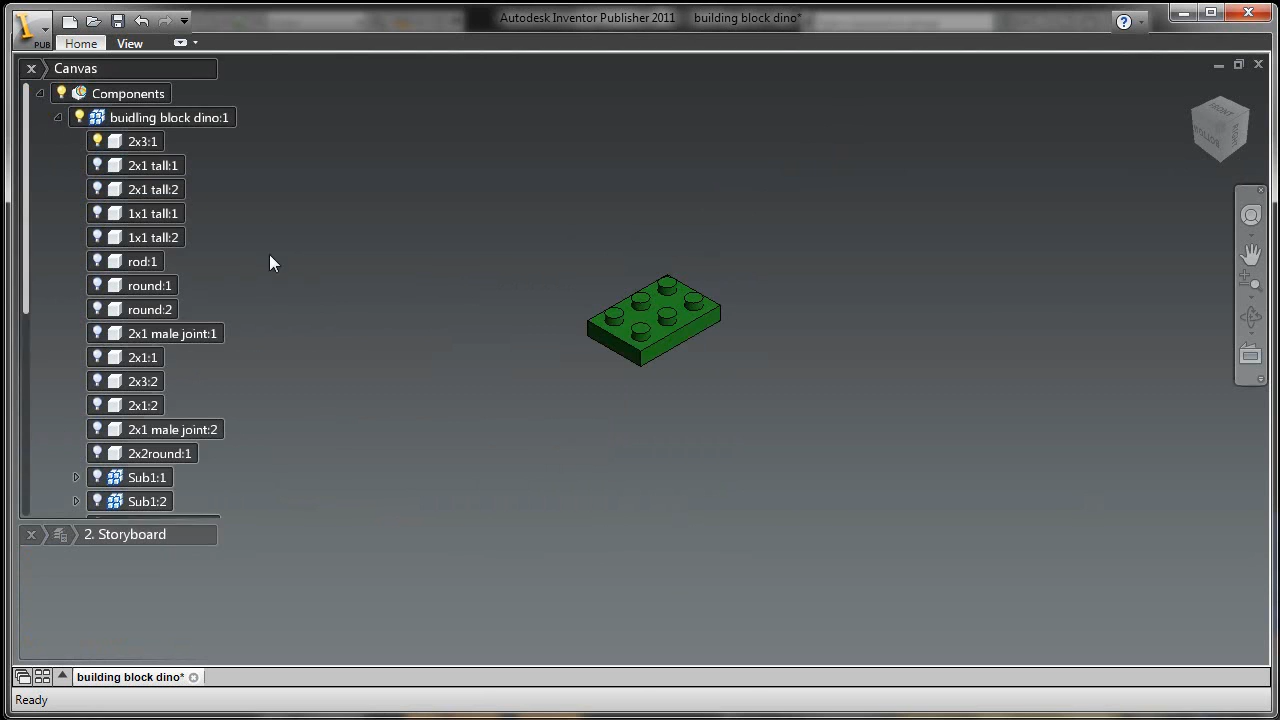 Autodesk Inventor Publisher 2011 building block dino*
PUB
Home View
Canvas
Components
buidling block dino:1
2x3:1
2x1 tall:1
2x1 tall:2
1x1 tall:1
1x1 tall:2
rod:1
round:1
round:2
2x1 male joint:1
2x1:1
2x3:2
2x1:2
2x1 male joint:2
2x2round:1
Sub1:1
Sub1:2
2. Storyboard
FRONT
BOTTOM
building block dino*
Ready